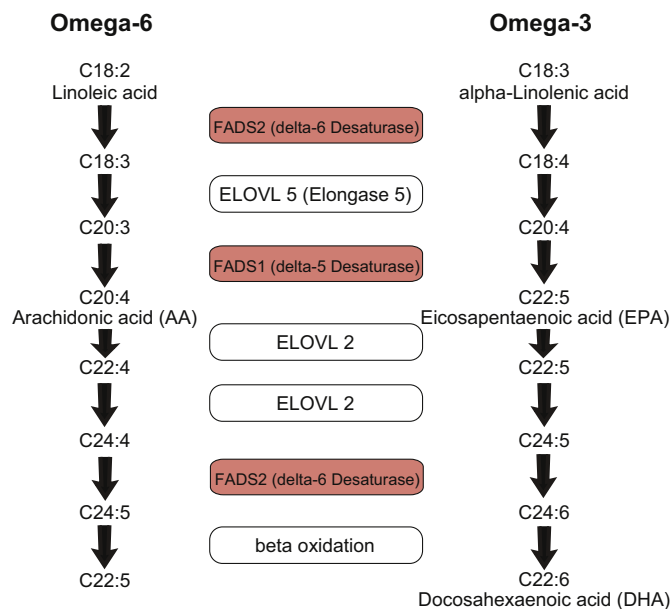 Omega-6
Omega-3
C18:2
Linoleic acid
C18:3
alpha-Linolenic acid
FADS2 (delta-6 Desaturase)
C18:3
C18:4
ELOVL 5 (Elongase 5)
C20:3
C20:4
FADS1 (delta-5 Desaturase)
C20:4
Arachidonic acid (AA)
C22:5
Eicosapentaenoic acid (EPA)
ELOVL 2
C22:4
C22:5
ELOVL 2
C24:4
C24:5
FADS2 (delta-6 Desaturase)
C24:5
C24:6
beta oxidation
C22:5
C22:6
Docosahexaenoic acid (DHA)